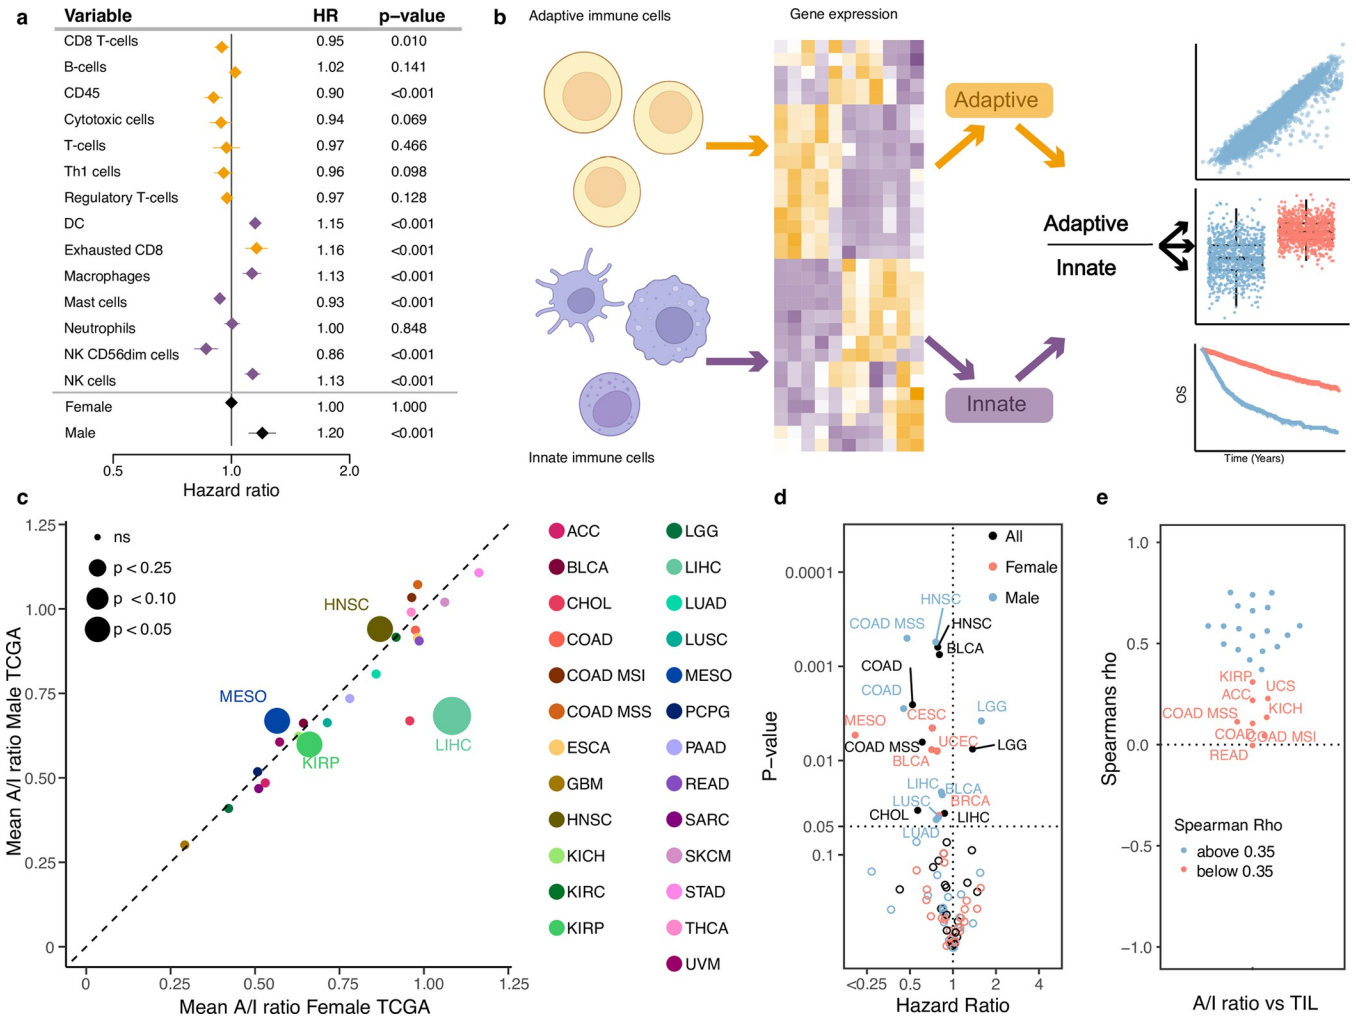 a
Variable HR p−value
CD8 T-cells 0.95 0.010
B-cells 1.02 0.141
CD45 0.90 <0.001
Cytotoxic cells 0.94 0.069
T-cells 0.97 0.466
Th1 cells 0.96 0.098
Regulatory T-cells 0.97 0.128
DC 1.15 <0.001
Exhausted CD8 1.16 <0.001
Macrophages 1.13 <0.001
Mast cells 0.93 <0.001
Neutrophils 1.00 0.848
NK CD56dim cells 0.86 <0.001
NK cells 1.13 <0.001
Female 1.00 1.000
Male 1.20 <0.001
0.5 1.0 2.0
Hazard ratio
b
Adaptive immune cells
Gene expression
Adaptive
Adaptive
Innate
Innate
Innate immune cells
OS
Time (Years)
c
Mean A/I ratio Male TCGA
1.25
1.00
0.75
0.50
0.25
0
ns
p < 0.25
p < 0.10
p < 0.05
HNSC
MESO
KIRP
LIHC
0 0.25 0.50 0.75 1.00 1.25
Mean A/I ratio Female TCGA
ACC
BLCA
CHOL
COAD
COAD MSI
COAD MSS
ESCA
GBM
HNSC
KICH
KIRC
KIRP
LGG
LIHC
LUAD
LUSC
MESO
PCPG
PAAD
READ
SARC
SKCM
STAD
THCA
UVM
d
P−value
0.0001
0.001
0.01
0.05
0.1
All
Female
Male
HNSC
COAD MSS
HNSC
BLCA
COAD
COAD
LGG
MESO
CESC
COAD MSS
UCEC
LGG
BLCA
LIHC
BLCA
LUSC
BRCA
CHOL
LIHC
LUAD
<0.25 0.5 1 2 4
Hazard Ratio
e
Spearmans rho
1.0
0.5
0.0
−0.5
−1.0
KIRP
UCS
ACC
KICH
COAD MSS
COAD
COAD MSI
READ
Spearman Rho
above 0.35
below 0.35
A/I ratio vs TIL